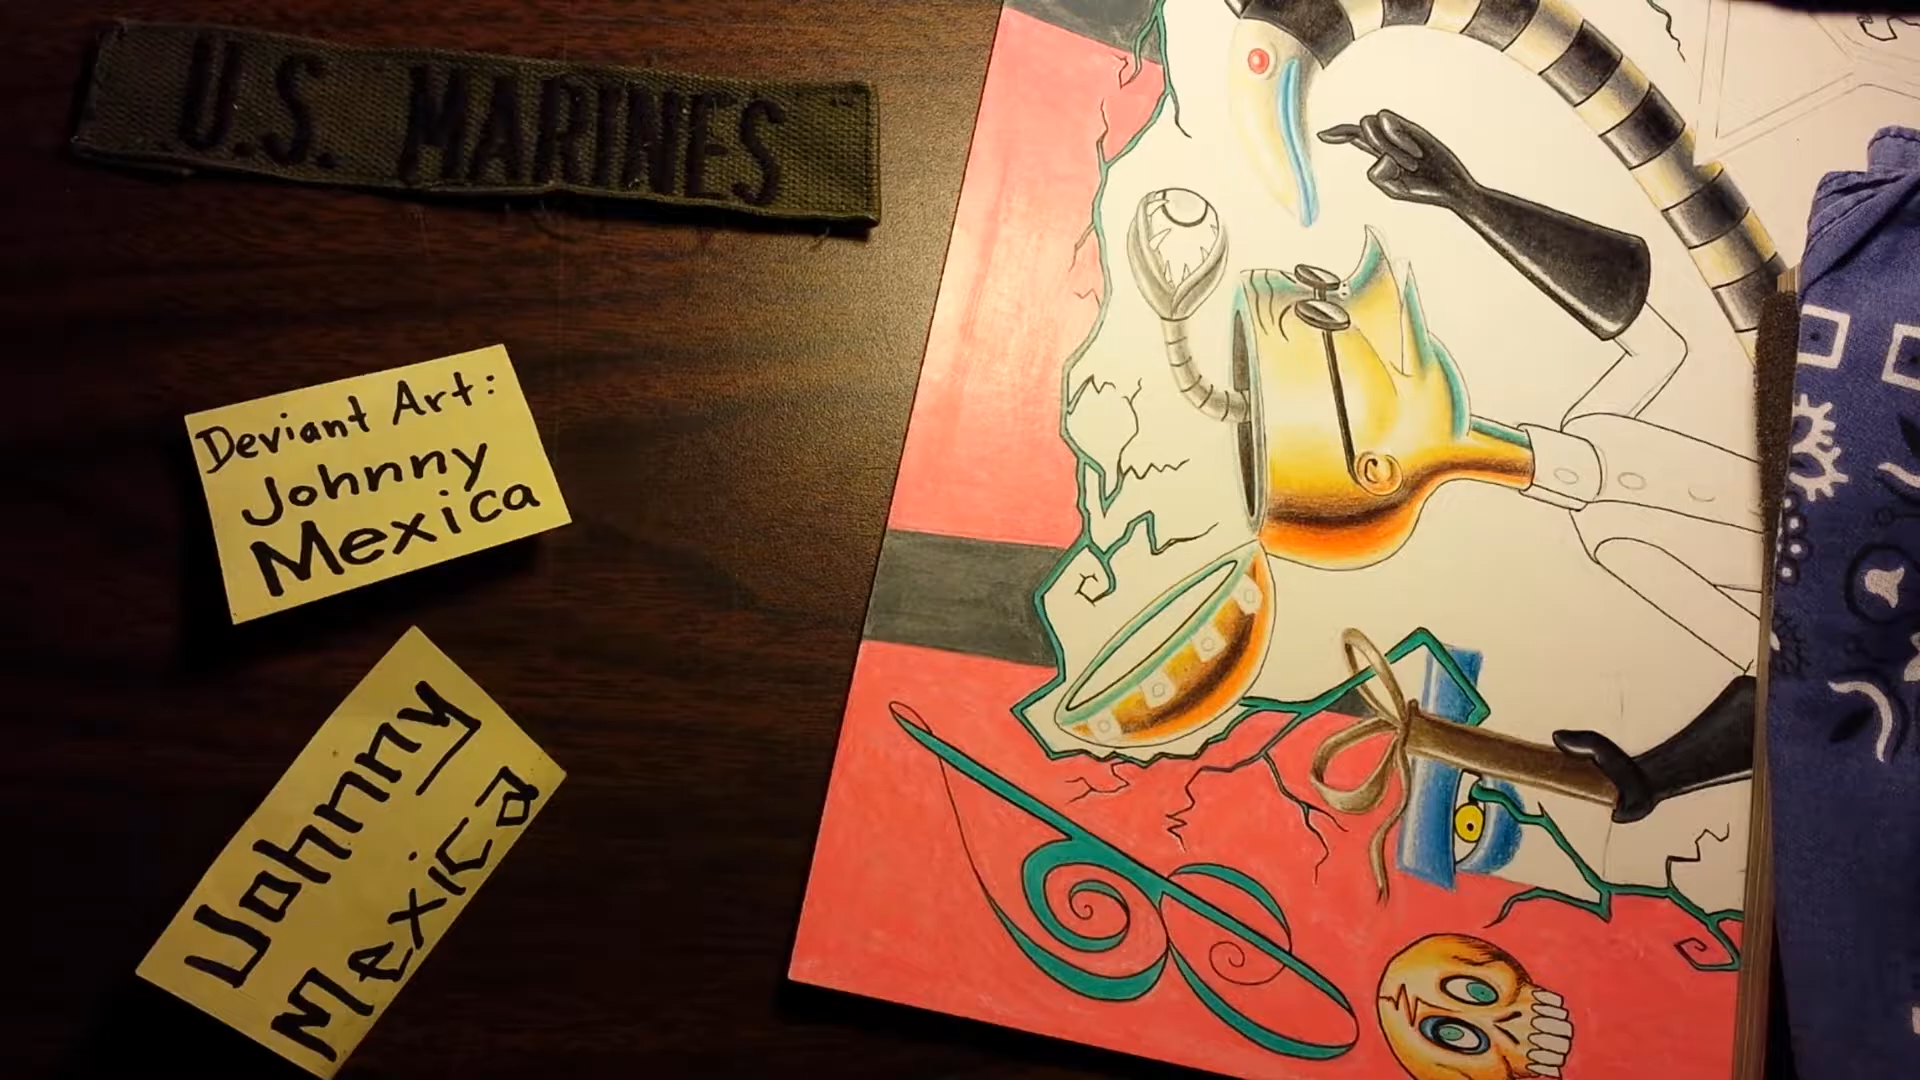 U.S. MARINES
Deviant Art:
Johnny
Mexica
Johnny
Mexica